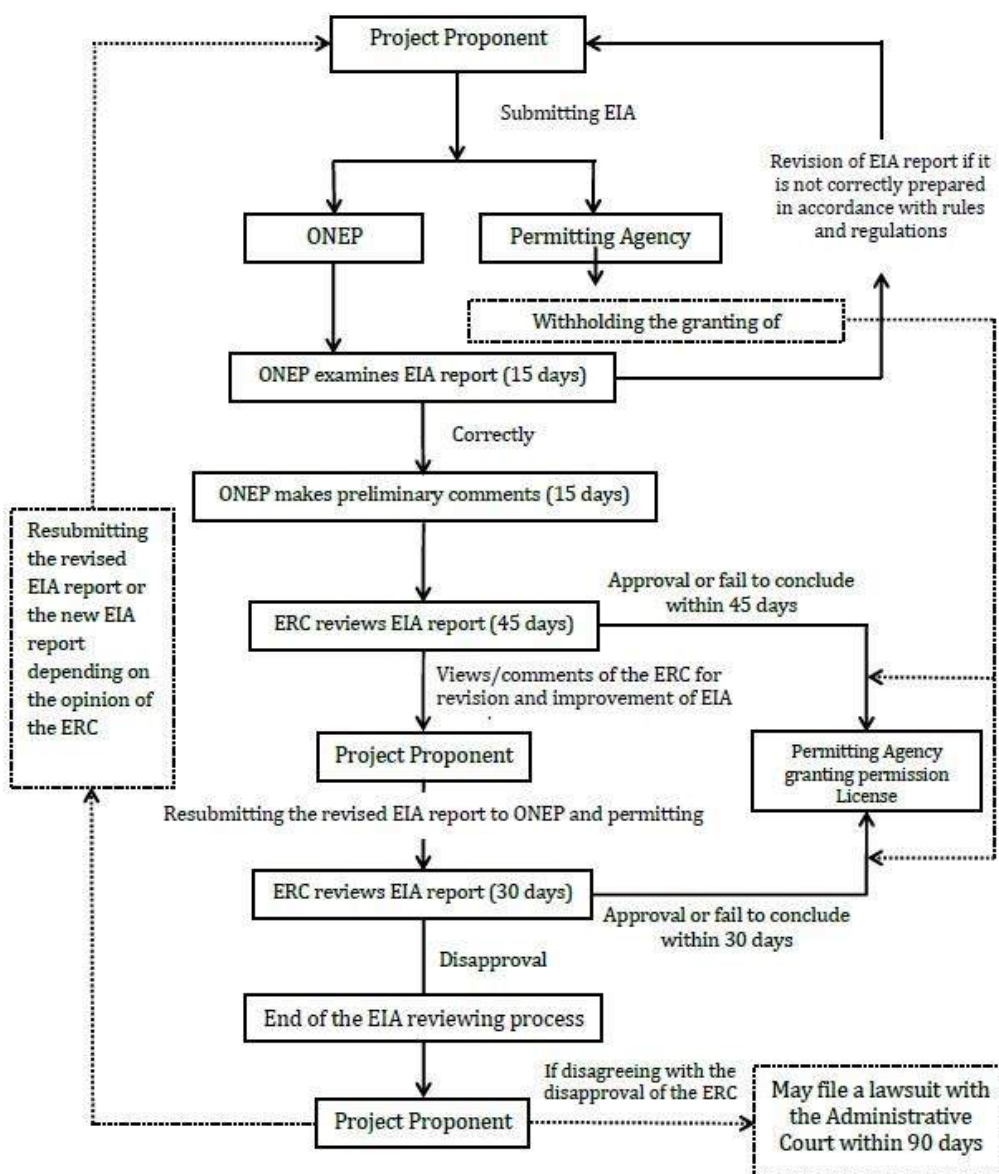 Project Proponent
Submitting EIA
Revision of EIA report if it
is not correctly prepared
in accordance with rules
and regulations
ONEP
Permitting Agency
Withholding the granting of
ONEP examines EIA report (15 days)
Correctly
ONEP makes preliminary comments (15 days)
Resubmitting
the revised
EIA report or
the new EIA
report
depending on
the opinion of
the ERC
Approval or fail to conclude
within 45 days
ERC reviews EIA report (45 days)
Views/comments of the ERC for
revision and improvement of EIA
Project Proponent
Permitting Agency
granting permission
License
Resubmitting the revised EIA report to ONEP and permitting
ERC reviews EIA report (30 days)
Approval or fail to conclude
within 30 days
Disapproval
End of the EIA reviewing process
If disagreeing with the
disapproval of the ERC
Project Proponent
May file a lawsuit with
the Administrative
Court within 90 days